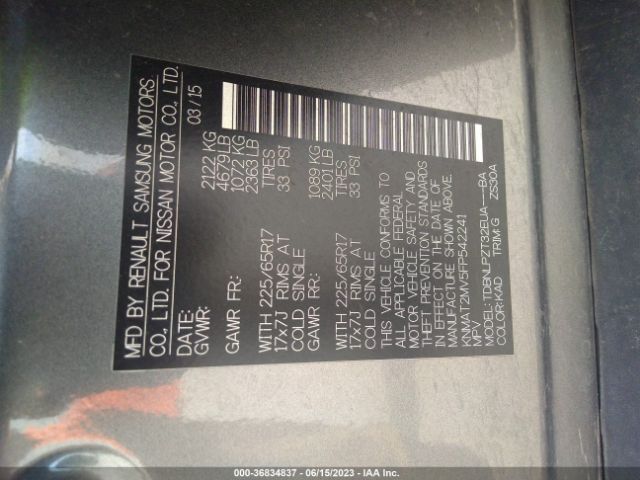 MFD BY RENAULT SAMSUNG MOTORS
CO., LTD. FOR NISSAN MOTOR CO., LTD.
DATE: 03/15
GVWR: 2122 KG
4679 LB
GAWR FR: 1072 KG
2363 LB
WITH 225/65R17 TIRES
17x7J RIMS AT 33 PSI
COLD SINGLE
GAWR RR: 1089 KG
2401 LB
WITH 225/65R17 TIRES
17x7J RIMS AT 33 PSI
COLD SINGLE
THIS VEHICLE CONFORMS TO
ALL APPLICABLE FEDERAL
MOTOR VEHICLE SAFETY AND
THEFT PREVENTION STANDARDS
IN EFFECT ON THE DATE OF
MANUFACTURE SHOWN ABOVE.
KNMAT2MV5FP542241
MPV
MODEL: TDBNLPZT32EUA----BA
COLOR: KAD TRIM: G ZS30A
000-36834837 - 06/15/2023 - IAA Inc.